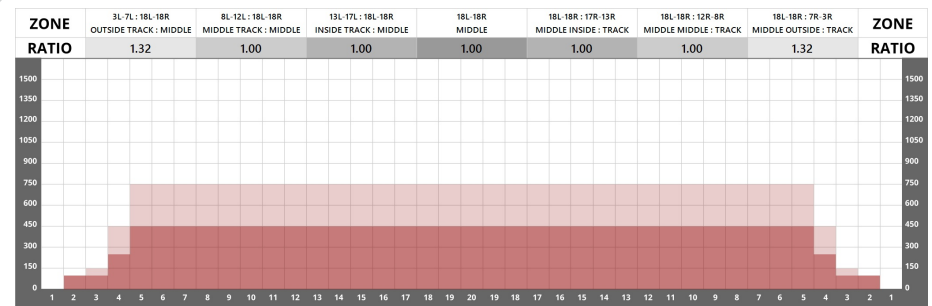 ZONE 3L-7L : 18L-18R 8L-12L : 18L-18R 13L-17L : 18L-18R 18L-18R 18L-18R : 17R-13R 18L-18R : 12R-8R 18L-18R : 7R-3R ZONE
OUTSIDE TRACK : MIDDLE MIDDLE TRACK : MIDDLE INSIDE TRACK : MIDDLE MIDDLE MIDDLE INSIDE : TRACK MIDDLE MIDDLE : TRACK MIDDLE OUTSIDE : TRACK
RATIO 1.32 1.00 1.00 1.00 1.00 1.00 1.32 RATIO
1500 1500
1350 1350
1200 1200
1050 1050
900 900
750 750
600 600
450 450
300 300
150 150
0 0
1 2 3 4 5 6 7 8 9 10 11 12 13 14 15 16 17 18 19 20 19 18 17 16 15 14 13 12 11 10 9 8 7 6 5 4 3 2 1